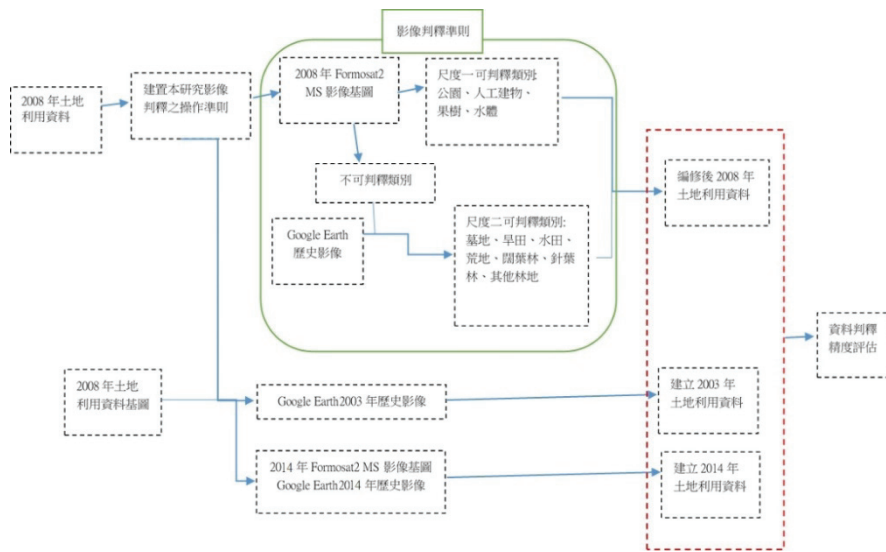 影像判釋準則
2008 年土地
利用資料
建置本研究影像
判釋之操作準則
2008 年 Formosat2
MS 影像基圖
尺度一可判釋類別:
公園、人工建物、
果樹、水體
不可判釋類別
Google Earth
歷史影像
尺度二可判釋類別:
墓地、旱田、水田、
荒地、闊葉林、針葉
林、其他林地
編修後 2008 年
土地利用資料
資料判釋
精度評估
2008 年土地
利用資料基圖
Google Earth2003 年歷史影像
建立 2003 年
土地利用資料
2014 年 Formosat2 MS 影像基圖
Google Earth2014 年歷史影像
建立 2014 年
土地利用資料